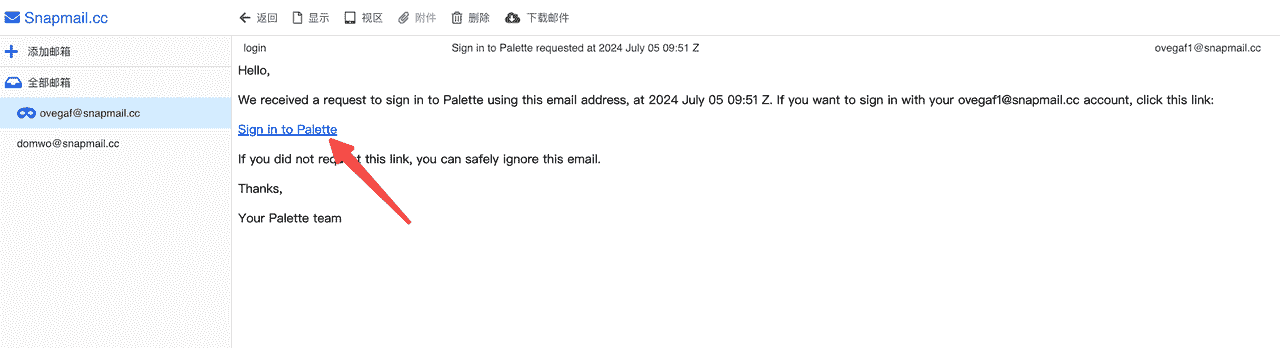 Snapmail.cc
返回 显示 视区 附件 删除 下载邮件
添加邮箱
全部邮箱
ovegaf@snapmail.cc
domwo@snapmail.cc
login Sign in to Palette requested at 2024 July 05 09:51 Z ovegaf1@snapmail.cc
Hello,
We received a request to sign in to Palette using this email address, at 2024 July 05 09:51 Z. If you want to sign in with your ovegaf1@snapmail.cc account, click this link:
Sign in to Palette
If you did not request this link, you can safely ignore this email.
Thanks,
Your Palette team